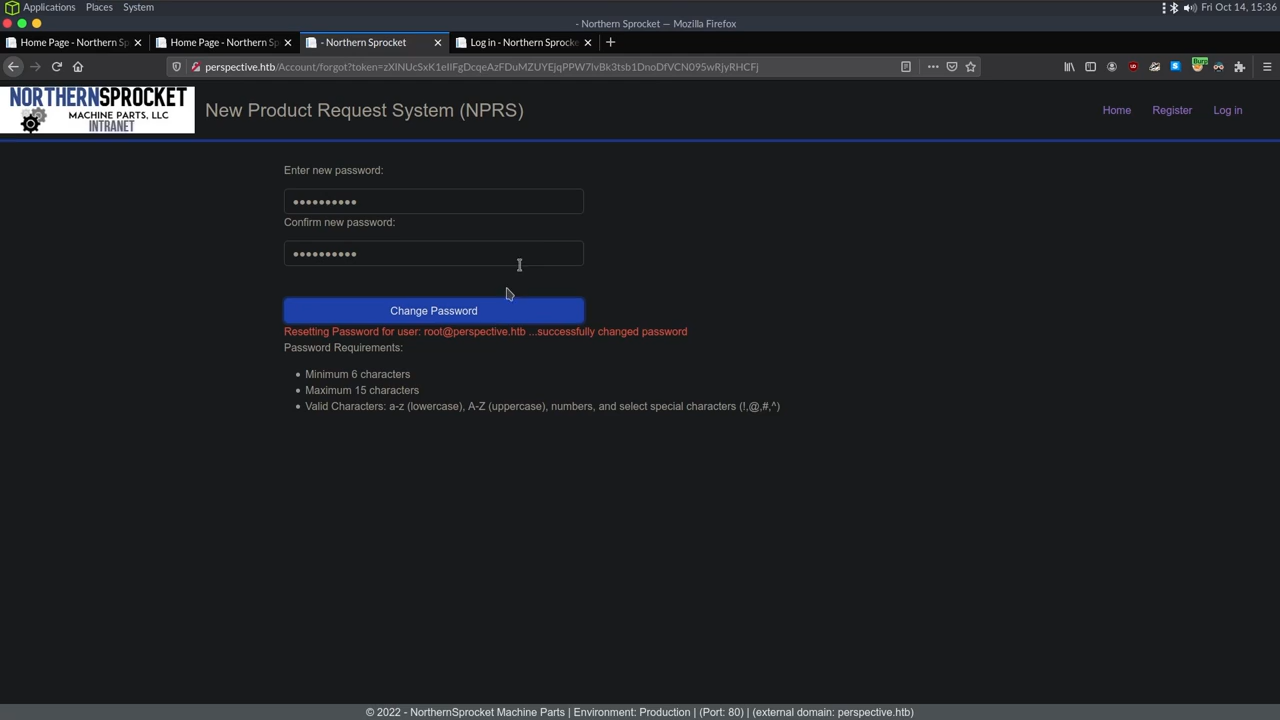 Applications Places System
Fri Oct 14, 15:36
- Northern Sprocket — Mozilla Firefox
Home Page - Northern Sp
Home Page - Northern Sp
- Northern Sprocket
Log in - Northern Sprocke
perspective.htb/Account/forgot?token=zXlNUcSxK1eIIFgDcqeAzFDuMZUYEjqPPW7lvBk3tsb1DnoDfVCN095wRjyRHCFj
Burp
NORTHERNSPROCKET
MACHINE PARTS, LLC
INTRANET
New Product Request System (NPRS)
Home Register Log in
Enter new password:
Confirm new password:
Change Password
Resetting Password for user: root@perspective.htb ...successfully changed password
Password Requirements:
Minimum 6 characters
Maximum 15 characters
Valid Characters: a-z (lowercase), A-Z (uppercase), numbers, and select special characters (!,@,#,^)
© 2022 - NorthernSprocket Machine Parts | Environment: Production | (Port: 80) | (external domain: perspective.htb)